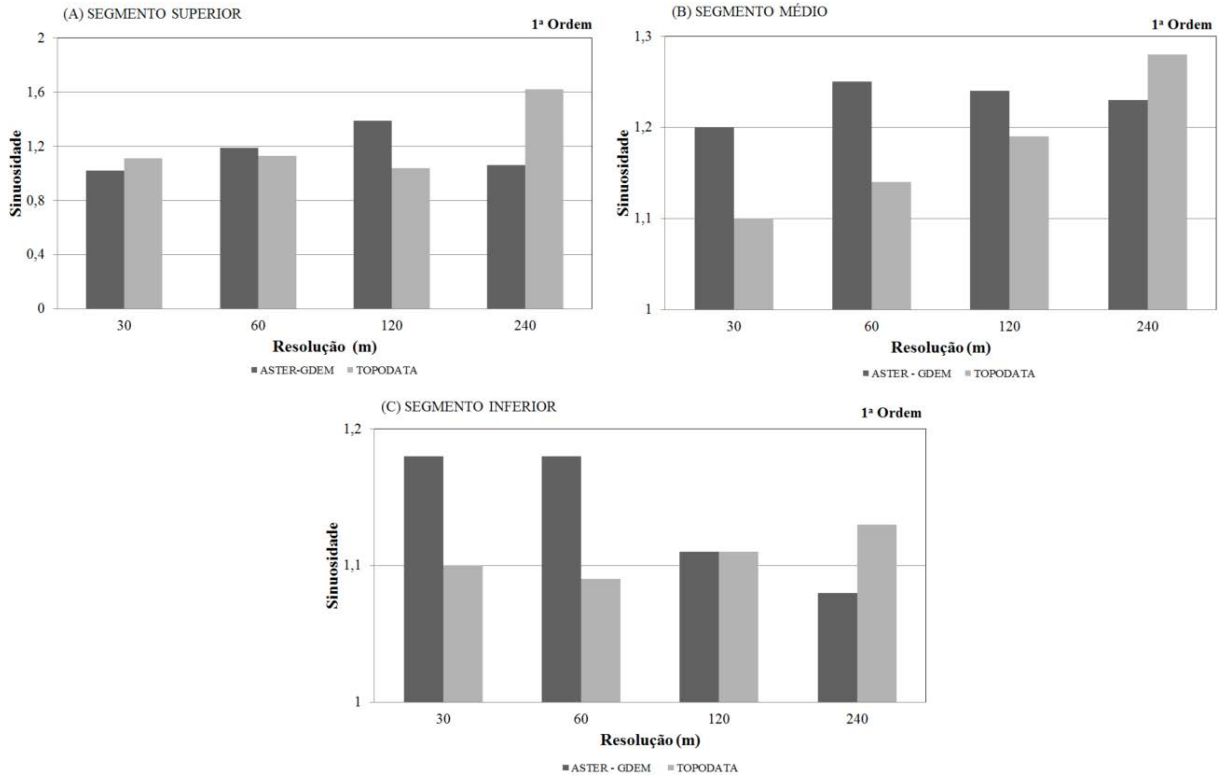 (A) SEGMENTO SUPERIOR
1ª Ordem
2
1,6
1,2
0,8
0,4
0
Sinuosidade
30 60 120 240
Resolução (m)
ASTER-GDEM TOPODATA
(B) SEGMENTO MÉDIO
1ª Ordem
1,3
1,2
1,1
1
Sinuosidade
30 60 120 240
Resolução (m)
ASTER - GDEM TOPODATA
(C) SEGMENTO INFERIOR
1ª Ordem
1,2
1,1
1
Sinuosidade
30 60 120 240
Resolução (m)
ASTER - GDEM TOPODATA